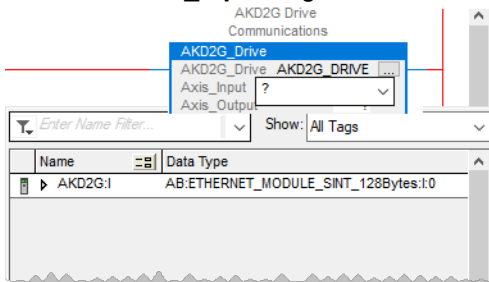 AKD2G Drive
Communications
AKD2G_Drive
AKD2G_Drive AKD2G_DRIVE ...
Axis_Input ?
Axis_Output
Enter Name Filter... Show: All Tags
Name Data Type
AKD2G:I AB:ETHERNET_MODULE_SINT_128Bytes:I:0